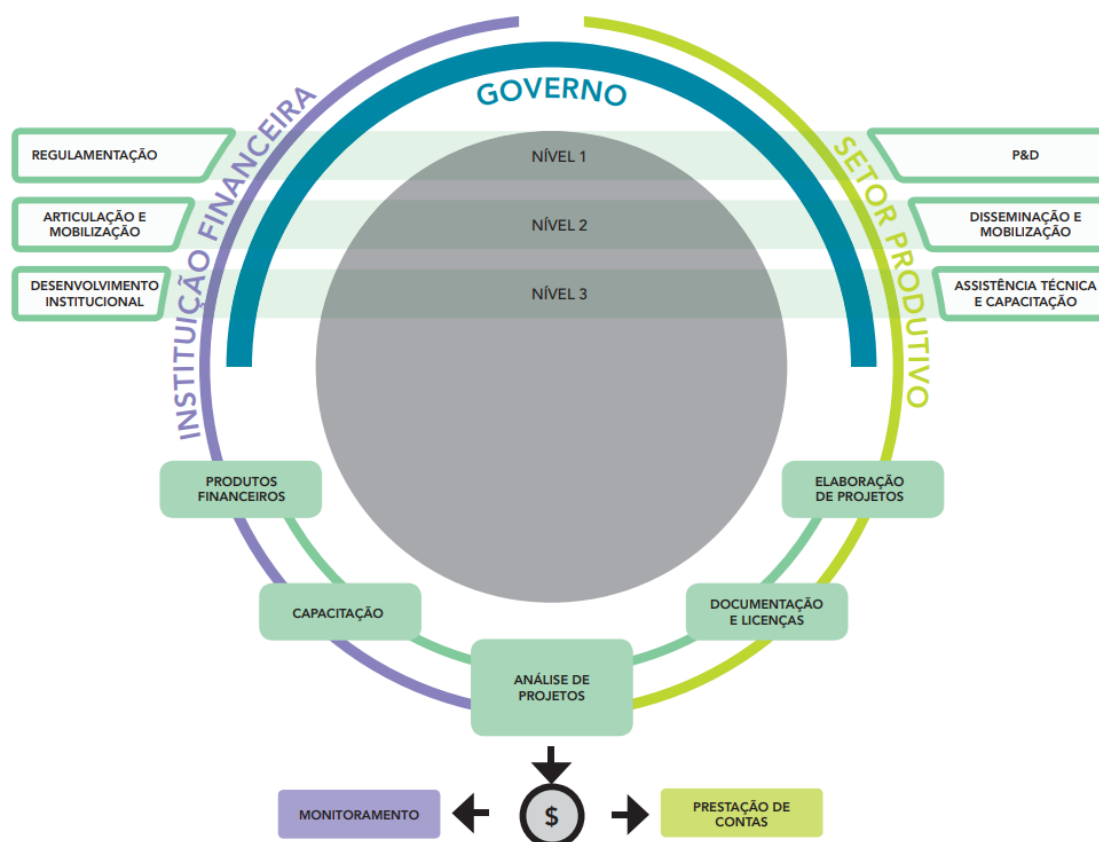 GOVERNO
INSTITUIÇÃO FINANCEIRA
SETOR PRODUTIVO
REGULAMENTAÇÃO
NÍVEL 1
P&D
ARTICULAÇÃO E
MOBILIZAÇÃO
NÍVEL 2
DISSEMINAÇÃO E
MOBILIZAÇÃO
DESENVOLVIMENTO
INSTITUCIONAL
NÍVEL 3
ASSISTÊNCIA TÉCNICA
E CAPACITAÇÃO
PRODUTOS
FINANCEIROS
ELABORAÇÃO
DE PROJETOS
CAPACITAÇÃO
DOCUMENTAÇÃO
E LICENÇAS
ANÁLISE DE
PROJETOS
MONITORAMENTO
$
PRESTAÇÃO DE
CONTAS